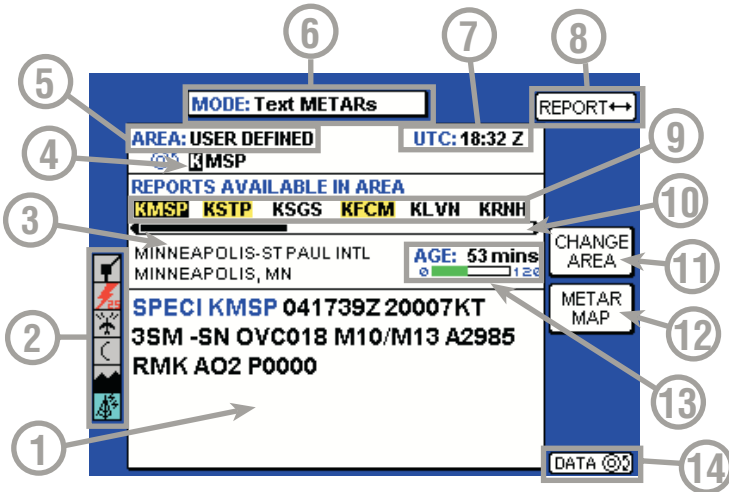 6
7
8
5
MODE: Text METARs
REPORT↔
AREA: USER DEFINED
UTC: 18:32 Z
4
KMSP
9
REPORTS AVAILABLE IN AREA
KMSP KSTP KSGS KFCM KLVN KRNH
10
3
MINNEAPOLIS-ST PAUL INTL
AGE: 53 mins
CHANGE
AREA
MINNEAPOLIS, MN
0 120
11
25
SPECI KMSP 041739Z 20007KT
METAR
MAP
2
3SM -SN OVC018 M10/M13 A2985
12
RMK AO2 P0000
13
1
DATA
14